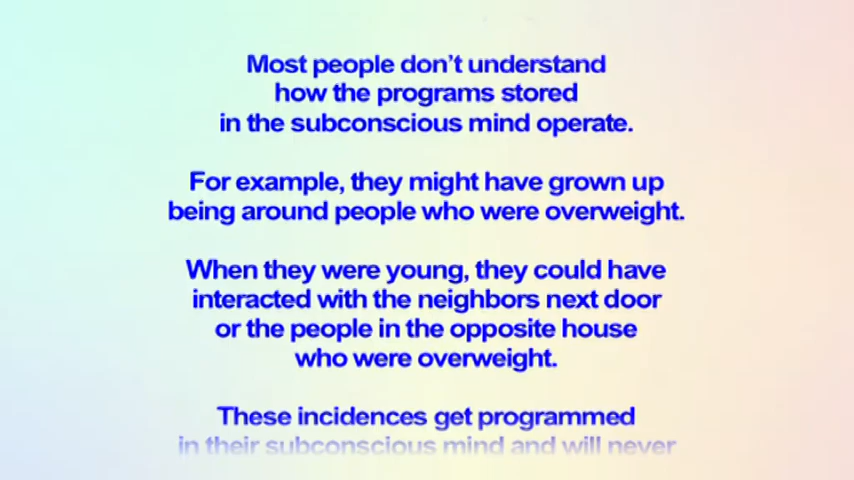 Most people don't understand
how the programs stored
in the subconscious mind operate.
For example, they might have grown up
being around people who were overweight.
When they were young, they could have
interacted with the neighbors next door
or the people in the opposite house
who were overweight.
These incidences get programmed
in their subconscious mind and will never